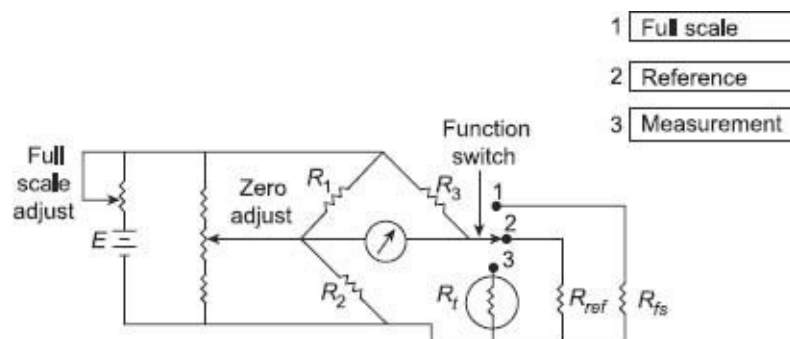 1 Full scale
2 Reference
3 Measurement
Function
switch
Full
scale
adjust
Zero
adjust
E
R1
R3
R2
1
2
3
Rt
Rref
Rfs